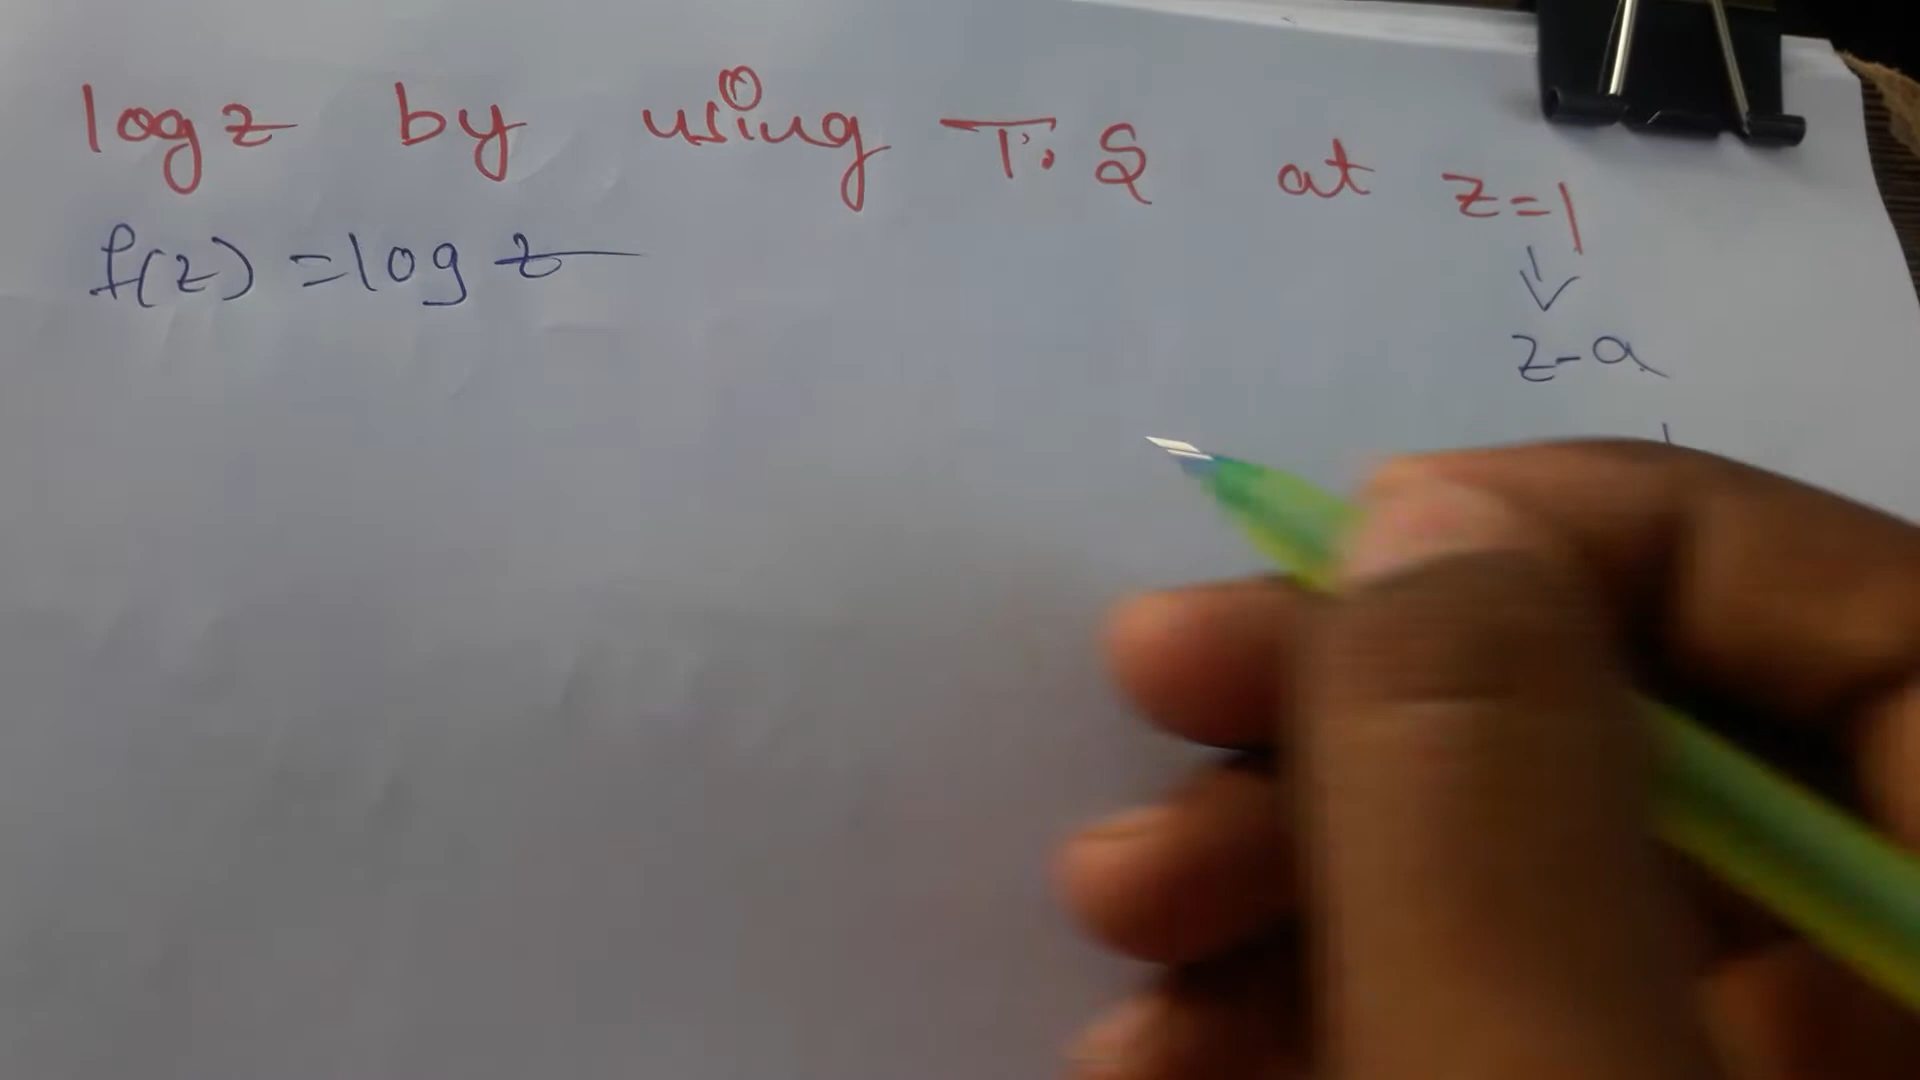 log z by using T.S at z=1
f(z) = log z
z-a